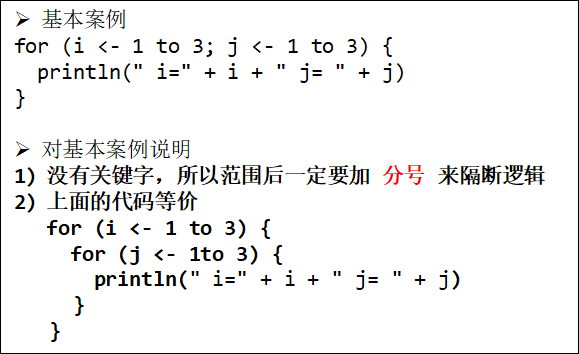 ➢ 基本案例
for (i <- 1 to 3; j <- 1 to 3) {
  println(" i=" + i + " j= " + j)
}
➢ 对基本案例说明
1) 没有关键字，所以范围后一定要加 分号 来隔断逻辑
2) 上面的代码等价
for (i <- 1 to 3) {
  for (j <- 1to 3) {
    println(" i=" + i + " j= " + j)
  }
}